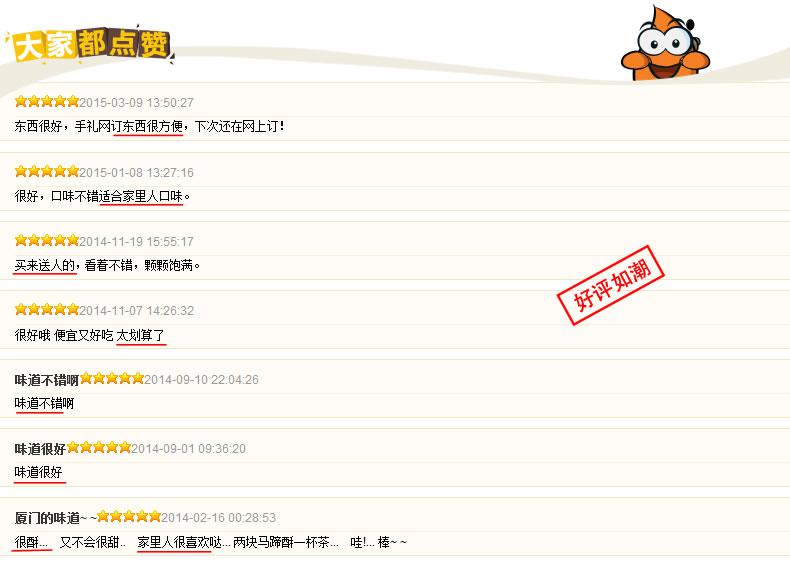 大家都点赞
2015-03-09 13:50:27
东西很好，手礼网订东西很方便，下次还在网上订！
2015-01-08 13:27:16
很好，口味不错适合家里人口味。
2014-11-19 15:55:17
买来送人的，看着不错，颗颗饱满。
好评如潮
2014-11-07 14:26:32
很好哦 便宜又好吃 太划算了
味道不错啊 2014-09-10 22:04:26
味道不错啊
味道很好 2014-09-01 09:36:20
味道很好
厦门的味道~ ~ 2014-02-16 00:28:53
很酥... 又不会很甜.. 家里人很喜欢哒... 两块马蹄酥一杯茶... 哇!... 棒~ ~